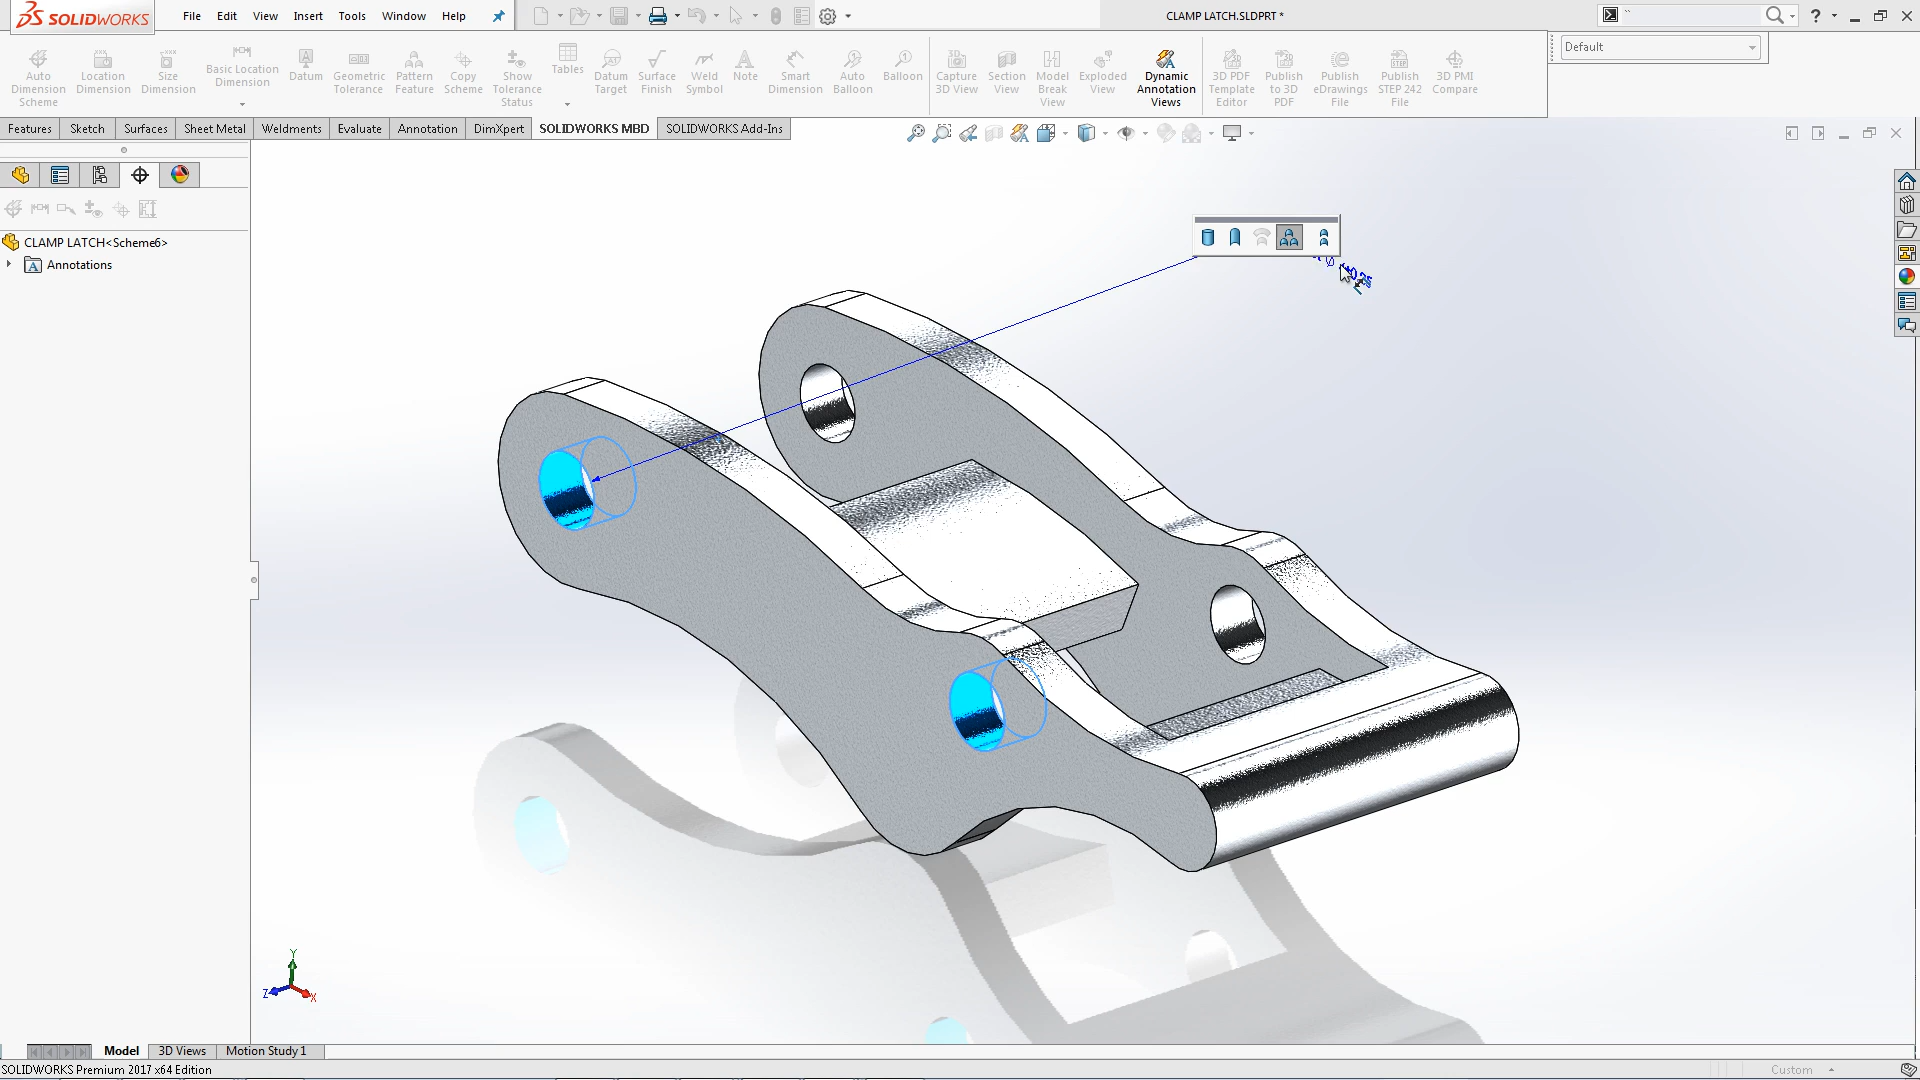 SOLIDWORKS File Edit View Insert Tools Window Help CLAMP LATCH.SLDPRT * ?
Auto Dimension Scheme
Location Dimension
Size Dimension
Basic Location Dimension
Datum
Geometric Tolerance
Pattern Feature
Copy Scheme
Show Tolerance Status
Tables
Datum Target
Surface Finish
Weld Symbol
Note
Smart Dimension
Auto Balloon
Balloon
Capture 3D View
Section View
Model Break View
Exploded View
Dynamic Annotation Views
3D PDF Template Editor
Publish to 3D PDF
Publish eDrawings File
Publish STEP 242 File
3D PMI Compare
Default
Features Sketch Surfaces Sheet Metal Weldments Evaluate Annotation DimXpert SOLIDWORKS MBD SOLIDWORKS Add-Ins
CLAMP LATCH<Scheme6>
Annotations
Y
Z
X
Model 3D Views Motion Study 1
SOLIDWORKS Premium 2017 x64 Edition
Custom